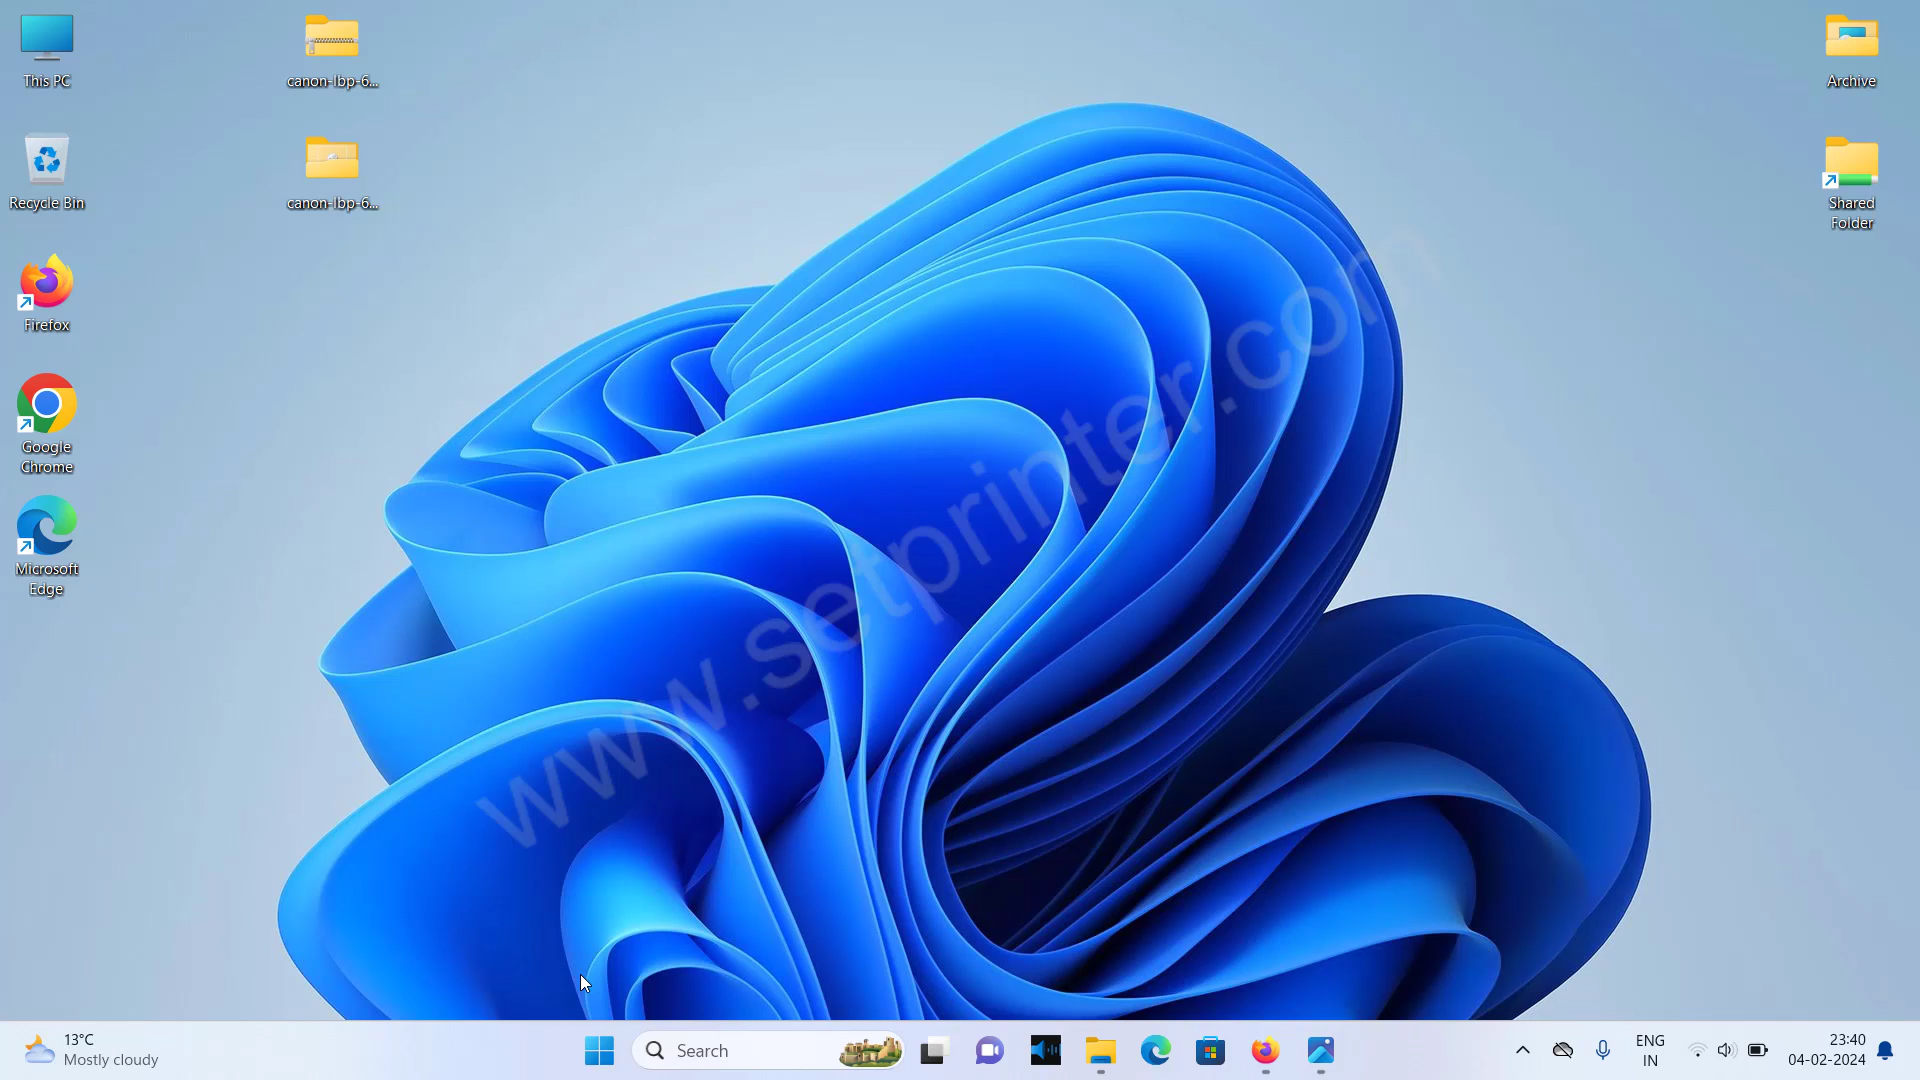 This PC
canon-lbp-6...
Archive
Recycle Bin
canon-lbp-6...
Shared
Folder
Firefox
Google
Chrome
Microsoft
Edge
www.setprinter.com
13°C
Mostly cloudy
Search
ENG
IN
23:40
04-02-2024